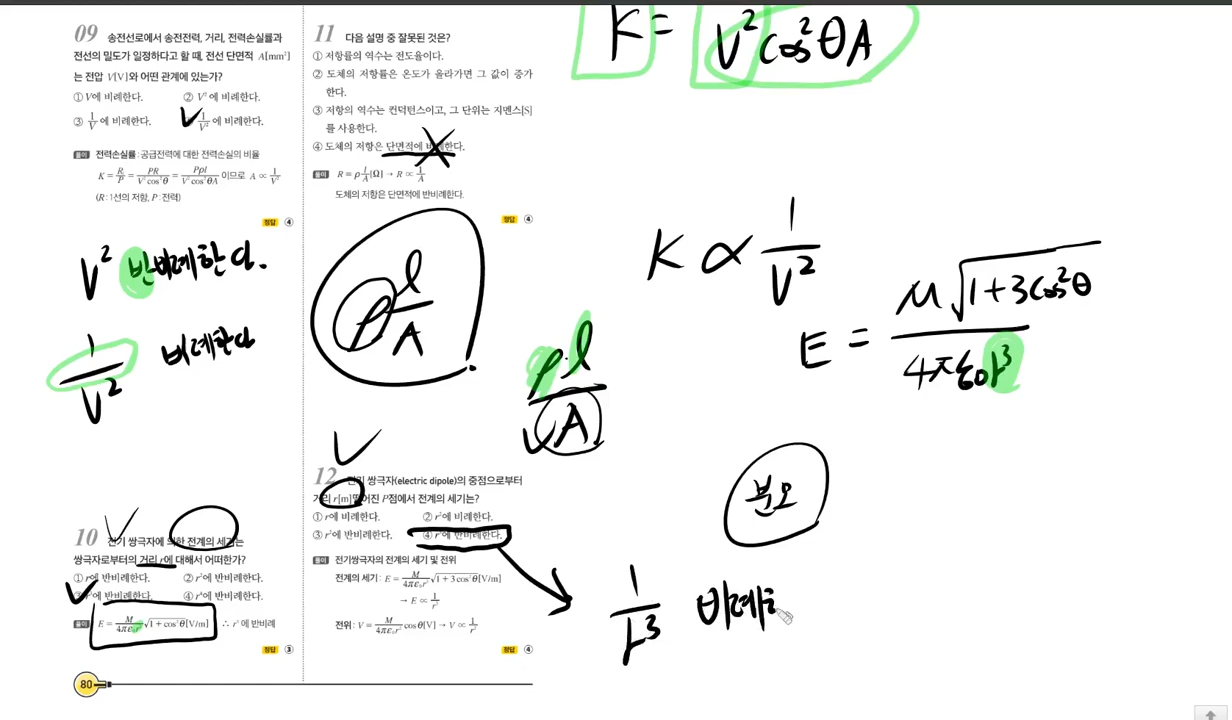 09 송전선로에서 송전전력, 거리, 전력손실률과
전선의 밀도가 일정하다고 할 때, 전선 단면적 A[mm²]
는 전압 V[V]와 어떤 관계에 있는가?
① V에 비례한다. ② V²에 비례한다.
③ 1/V에 비례한다. 1/V²에 비례한다.
풀이 전력손실률 : 공급전력에 대한 전력손실의 비율
K = R/P = PR/V²cos²θ = Pρl/V²cos²θA 이므로 A ∝ 1/V²
(R : 1선의 저항, P : 전력)
정답 ④
V² 반비례한다.
1/V² 비례한다
10 전기 쌍극자에 의한 전계의 세기는
쌍극자로부터의 거리 r에 대해서 어떠한가?
① r에 반비례한다. ② r²에 반비례한다.
r³에 반비례한다. ④ r⁴에 반비례한다.
풀이 E = M/4πε₀r³ √1 + cos²θ [V/m] ∴ r³에 반비례
정답 ③
80
11 다음 설명 중 잘못된 것은?
① 저항률의 역수는 전도율이다.
② 도체의 저항률은 온도가 올라가면 그 값이 증가
한다.
③ 저항의 역수는 컨덕턴스이고, 그 단위는 지멘스[S]
를 사용한다.
④ 도체의 저항은 단면적에 비례한다.
풀이 R = ρ l/A [Ω] → R ∝ 1/A
도체의 저항은 단면적에 반비례한다.
정답 ④
ρ l/A
ρl/A
12 전기 쌍극자(electric dipole)의 중점으로부터
거리 r[m] 떨어진 P점에서 전계의 세기는?
① r에 비례한다. ② r²에 비례한다.
③ r²에 반비례한다. ④ r³에 반비례한다.
풀이 전기쌍극자의 전계의 세기 및 전위
전계의 세기 : E = M/4πε₀r³ √1 + 3cos²θ [V/m]
→ E ∝ 1/r³
전위 : V = M/4πε₀r² cosθ [V] → V ∝ 1/r²
정답 ④
K = V²cos²θA
K ∝ 1/V²
E = M√1+3cos²θ / 4πε₀r³
분모
1/r³ 비례